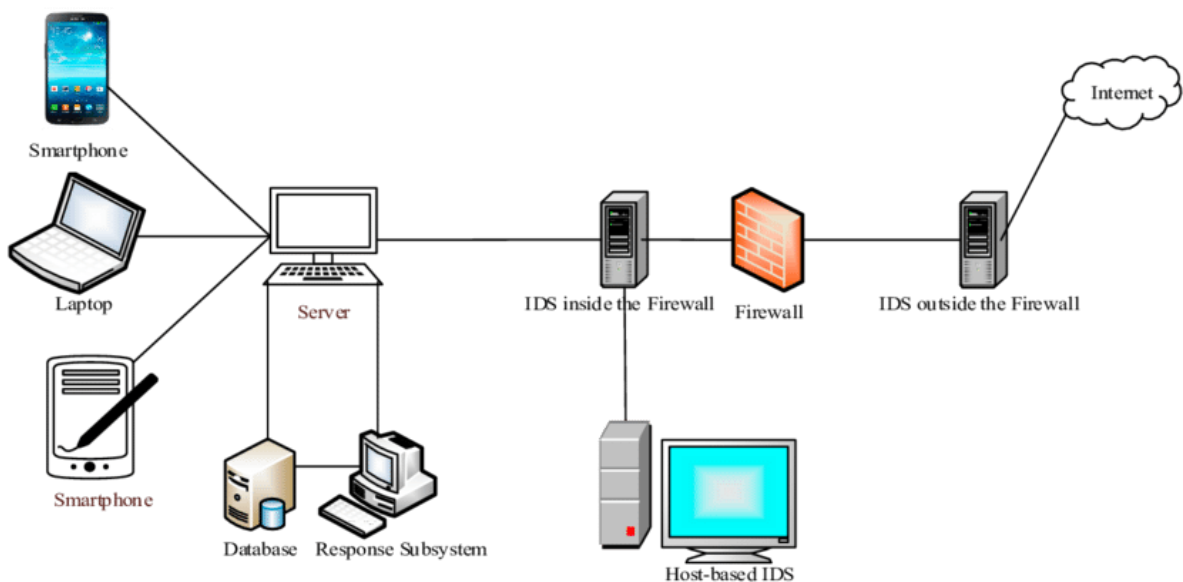 Internet
Smartphone
Laptop
Server
IDS inside the Firewall
Firewall
IDS outside the Firewall
Smartphone
Database
Response Subsystem
Host-based IDS